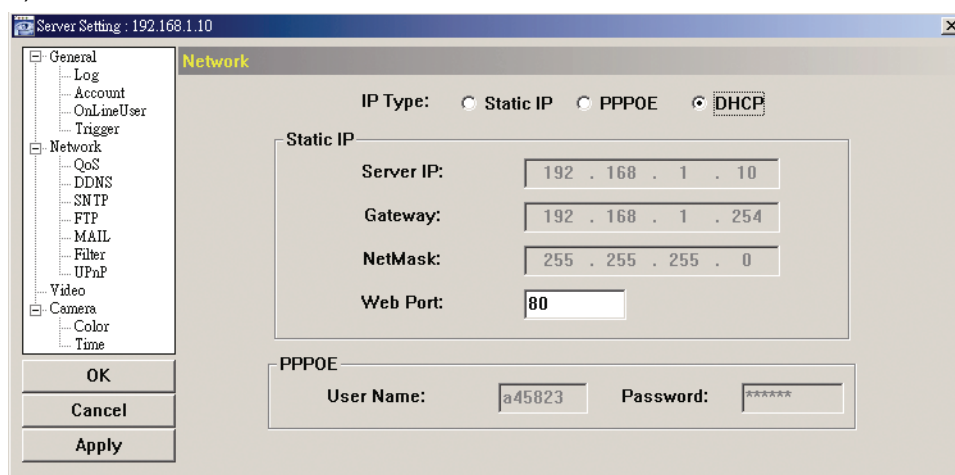 Server Setting : 192.168.1.10
General
Log
Account
OnLineUser
Trigger
Network
QoS
DDNS
SNTP
FTP
MAIL
Filter
UPnP
Video
Camera
Color
Time
OK
Cancel
Apply
Network
IP Type: Static IP PPPOE DHCP
Static IP
Server IP: 192 . 168 . 1 . 10
Gateway: 192 . 168 . 1 . 254
NetMask: 255 . 255 . 255 . 0
Web Port: 80
PPPOE
User Name: a45823 Password: ******